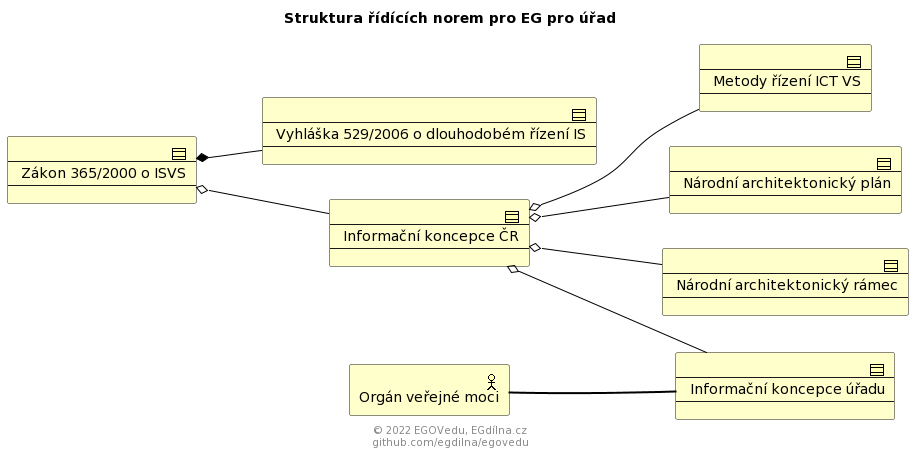 Struktura řídících norem pro EG pro úřad
Metody řízení ICT VS
Vyhláška 529/2006 o dlouhodobém řízení IS
Zákon 365/2000 o ISVS
Národní architektonický plán
Informační koncepce ČR
Národní architektonický rámec
Informační koncepce úřadu
Orgán veřejné moci
© 2022 EGOVedu, EGdílna.cz
github.com/egdilna/egovedu